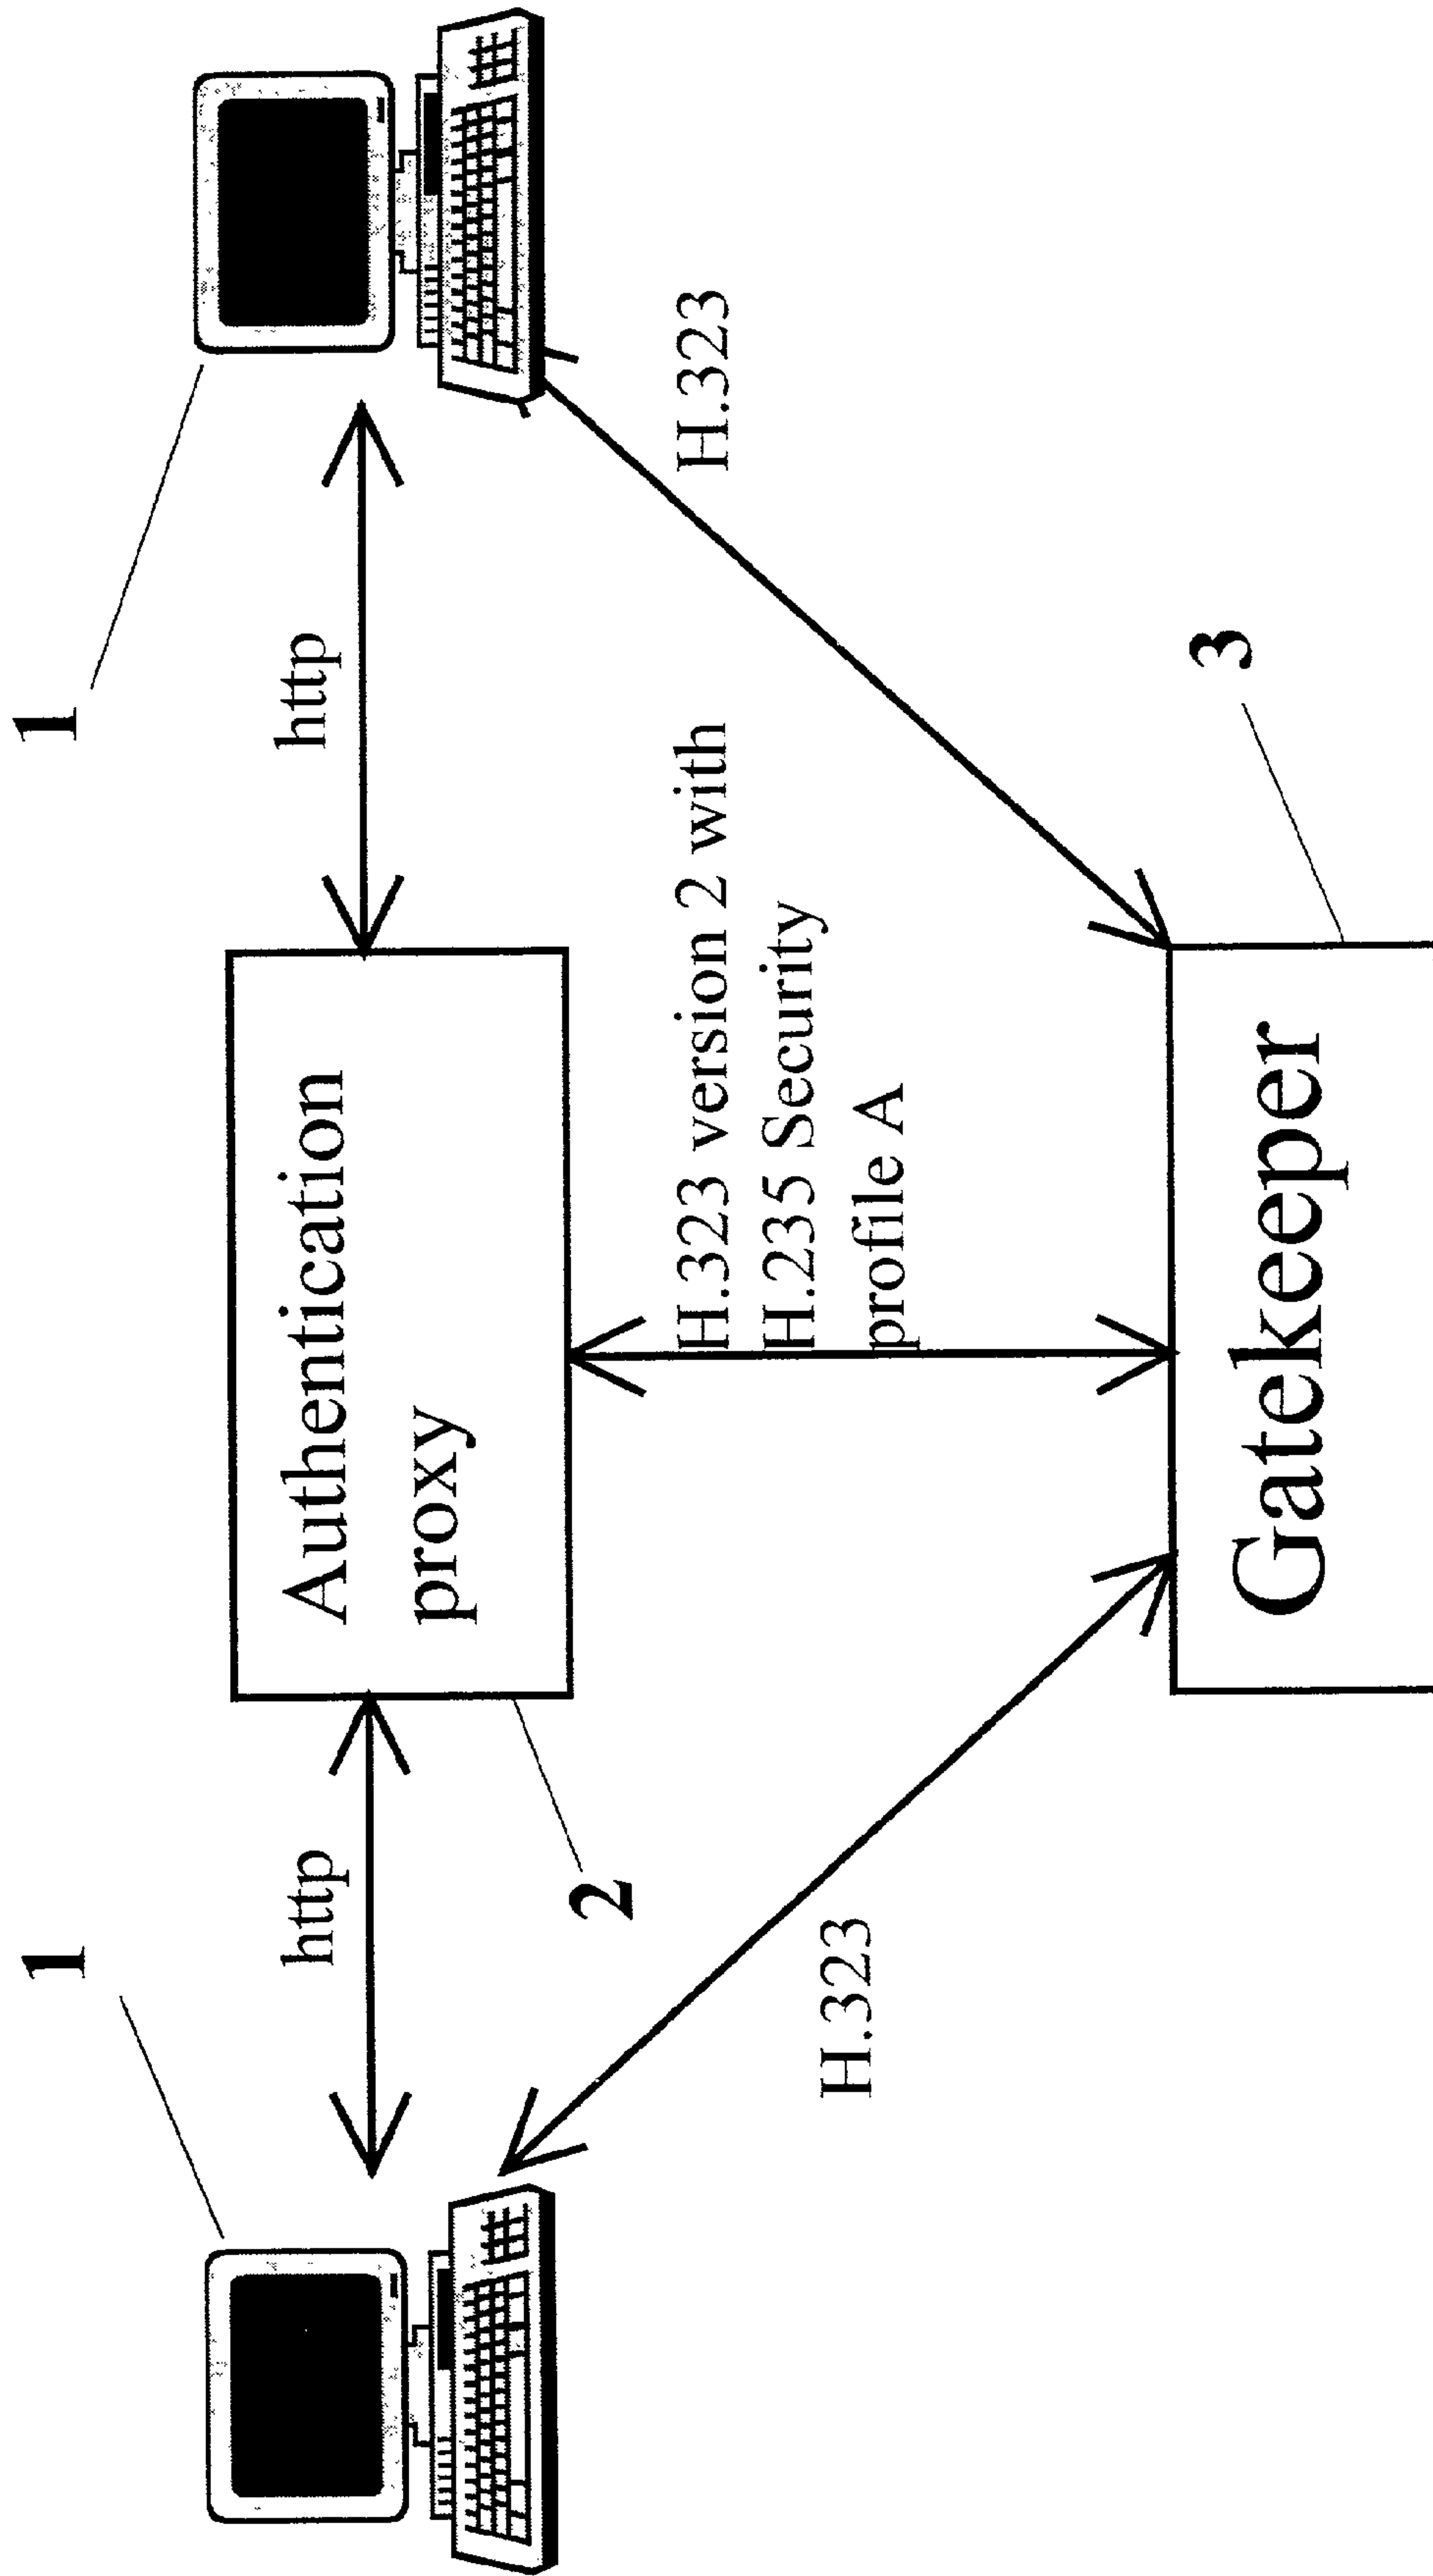 1
1
http
http
Authentication
proxy
2
H.323 version 2 with
H.235 Security
profile A
H.323
H.323
3
Gatekeeper